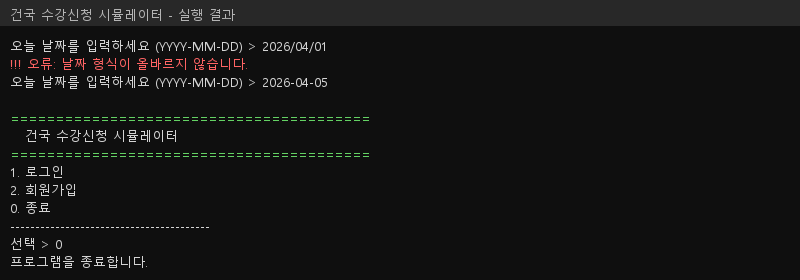 건국 수강신청 시뮬레이터 - 실행 결과
오늘 날짜를 입력하세요 (YYYY-MM-DD) > 2026/04/01
!!! 오류: 날짜 형식이 올바르지 않습니다.
오늘 날짜를 입력하세요 (YYYY-MM-DD) > 2026-04-05
========================================
건국 수강신청 시뮬레이터
========================================
1. 로그인
2. 회원가입
0. 종료
----------------------------------------
선택 > 0
프로그램을 종료합니다.